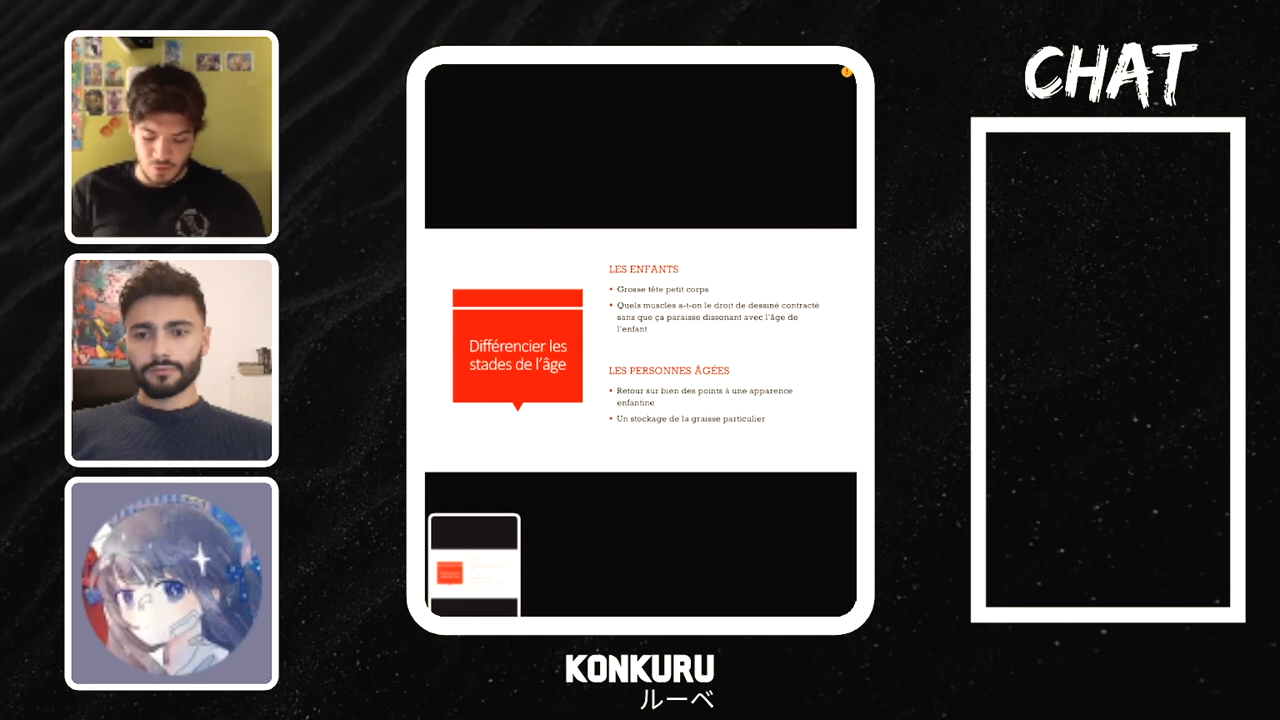 CHAT
Différencier les
stades de l'âge
LES ENFANTS
• Grosse tête petit corps
• Quels muscles a-t-on le droit de dessiné contracté
sans que ça paraisse dissonant avec l'âge de
l'enfant
LES PERSONNES ÂGÉES
• Retour sur bien des points à une apparence
enfantine
• Un stockage de la graisse particulier
KONKURU
ルーベ